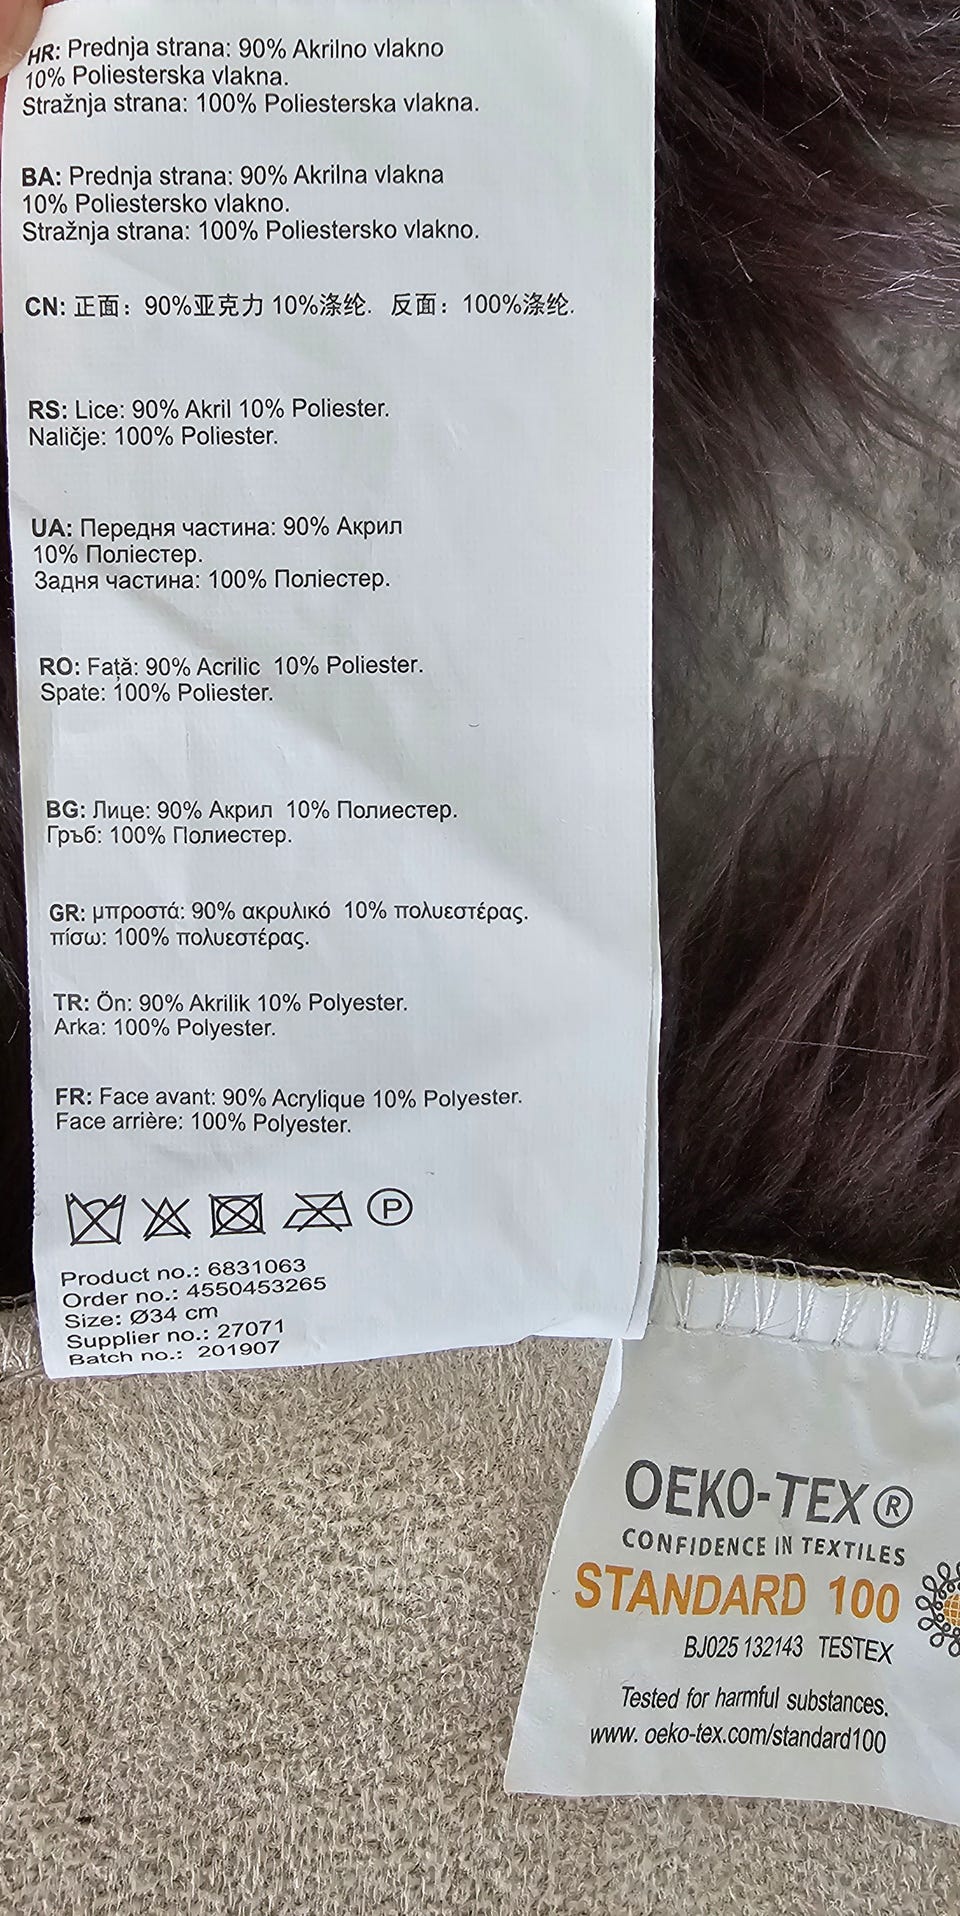 HR: Prednja strana: 90% Akrilno vlakno
10% Poliesterska vlakna.
Stražnja strana: 100% Poliesterska vlakna.
BA: Prednja strana: 90% Akrilna vlakna
10% Poliestersko vlakno.
Stražnja strana: 100% Poliestersko vlakno.
CN: 正面：90%亚克力 10%涤纶. 反面：100%涤纶.
RS: Lice: 90% Akril 10% Poliester.
Naličje: 100% Poliester.
UA: Передня частина: 90% Акрил
10% Поліестер.
Задня частина: 100% Поліестер.
RO: Față: 90% Acrilic 10% Poliester.
Spate: 100% Poliester.
BG: Лице: 90% Акрил 10% Полиестер.
Гръб: 100% Полиестер.
GR: μπροστά: 90% ακρυλικό 10% πολυεστέρας.
πίσω: 100% πολυεστέρας.
TR: Ön: 90% Akrilik 10% Polyester.
Arka: 100% Polyester.
FR: Face avant: 90% Acrylique 10% Polyester.
Face arrière: 100% Polyester.
P
Product no.: 6831063
Order no.: 4550453265
Size: Ø34 cm
Supplier no.: 27071
Batch no.: 201907
OEKO-TEX®
CONFIDENCE IN TEXTILES
STANDARD 100
BJ025 132143 TESTEX
Tested for harmful substances.
www. oeko-tex.com/standard100